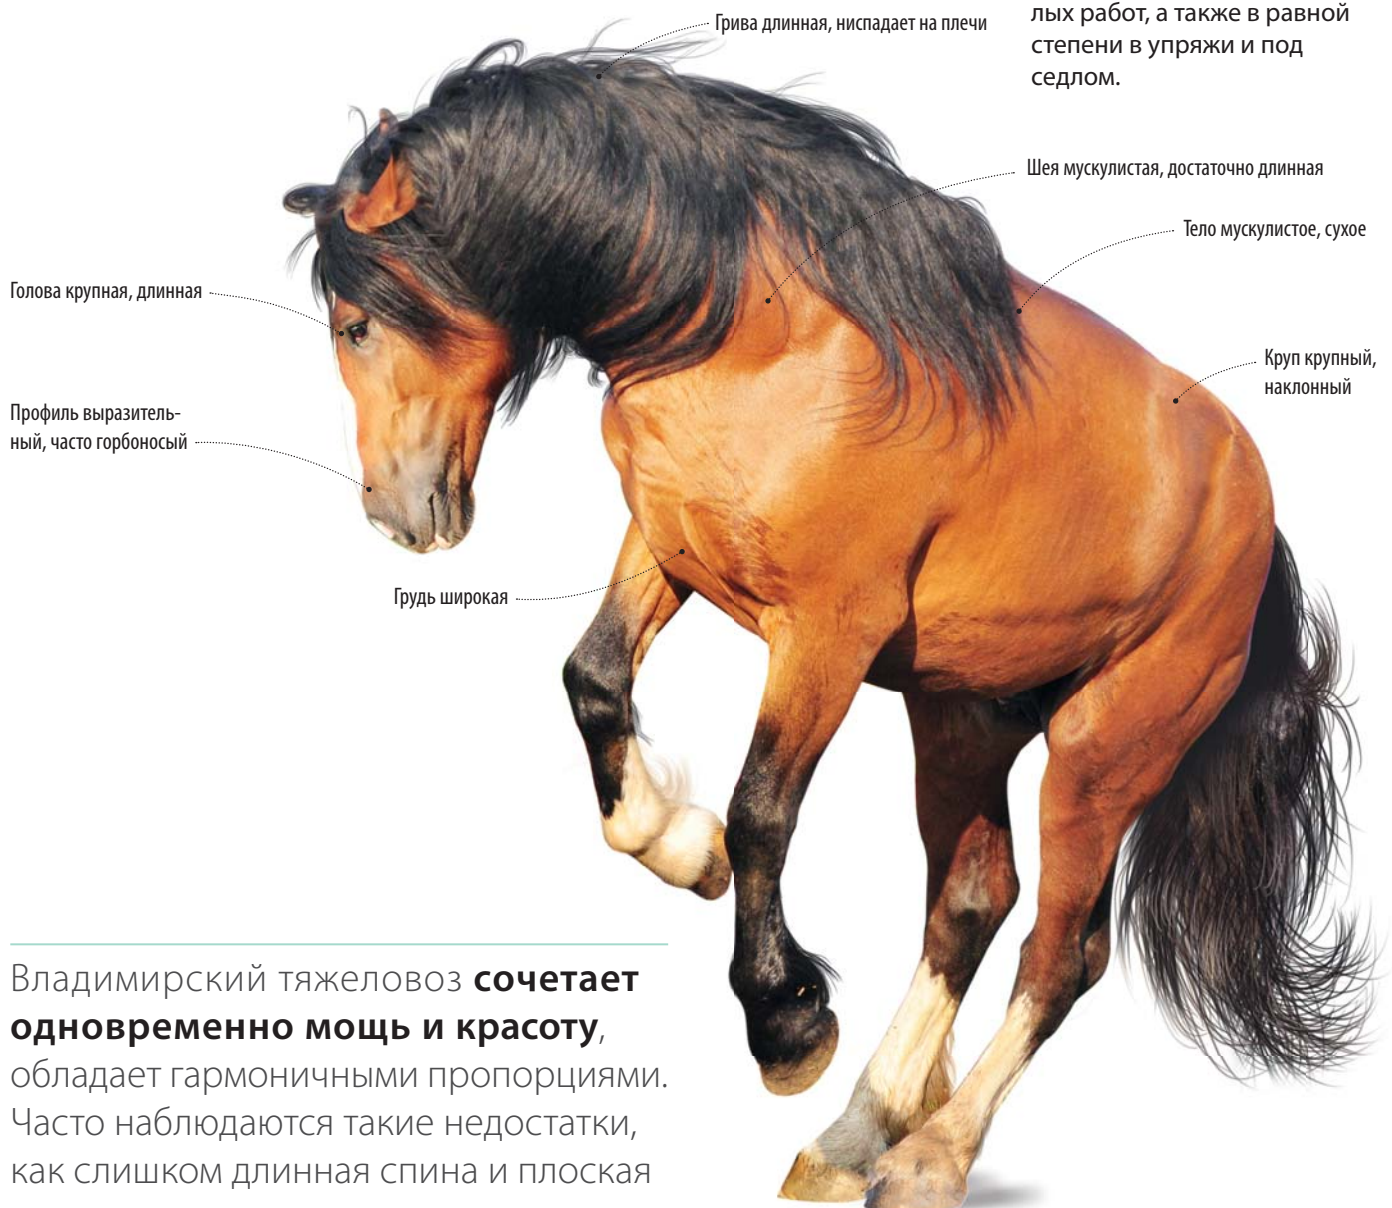 лых работ, а также в равной
степени в упряжи и под
седлом.
Грива длинная, ниспадает на плечи
Шея мускулистая, достаточно длинная
Тело мускулистое, сухое
Голова крупная, длинная
Круп крупный,
наклонный
Профиль выразитель-
ный, часто горбоносый
Грудь широкая
Владимирский тяжеловоз сочетает
одновременно мощь и красоту,
обладает гармоничными пропорциями.
Часто наблюдаются такие недостатки,
как слишком длинная спина и плоская